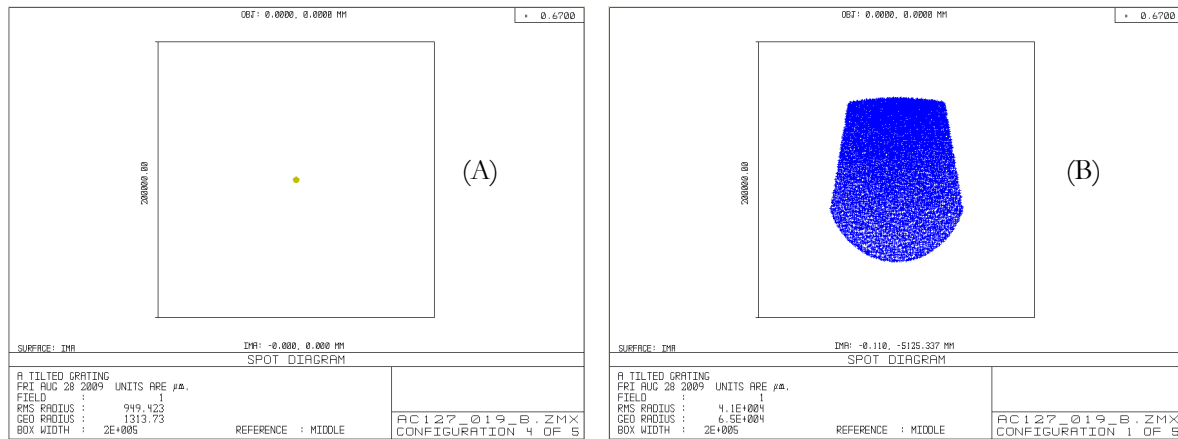 OBJ: 0.0000, 0.0000 MM
+ 0.6700
200000.00
(A)
IMA: -0.000, 0.000 MM
SURFACE: IMA
SPOT DIAGRAM
A TILTED GRATING
FRI AUG 28 2009 UNITS ARE µm.
FIELD : 1
RMS RADIUS : 949.423
GEO RADIUS : 1313.73
BOX WIDTH : 2E+005 REFERENCE : MIDDLE
AC127_019_B.ZMX
CONFIGURATION 4 OF 5
OBJ: 0.0000, 0.0000 MM
+ 0.6700
200000.00
(B)
IMA: -0.110, -5125.337 MM
SURFACE: IMA
SPOT DIAGRAM
A TILTED GRATING
FRI AUG 28 2009 UNITS ARE µm.
FIELD : 1
RMS RADIUS : 4.1E+004
GEO RADIUS : 6.5E+004
BOX WIDTH : 2E+005 REFERENCE : MIDDLE
AC127_019_B.ZMX
CONFIGURATION 1 OF 5